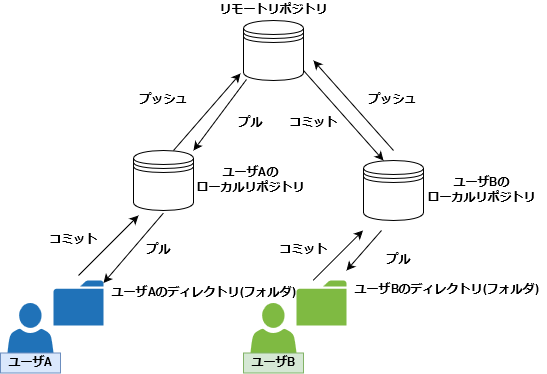 リモートリポジトリ
プッシュ
プル
コミット
プッシュ
ユーザAの
ローカルリポジトリ
ユーザBの
ローカルリポジトリ
コミット
プル
コミット
プル
ユーザAのディレクトリ(フォルダ)
ユーザBのディレクトリ(フォルダ)
ユーザA
ユーザB